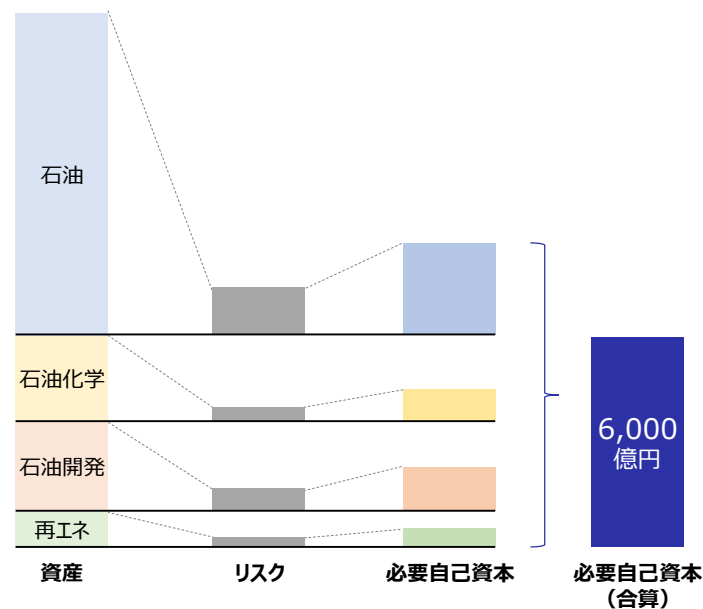 石油
石油化学
石油開発
再エネ
6,000
億円
資産
リスク
必要自己資本
必要自己資本
（合算）